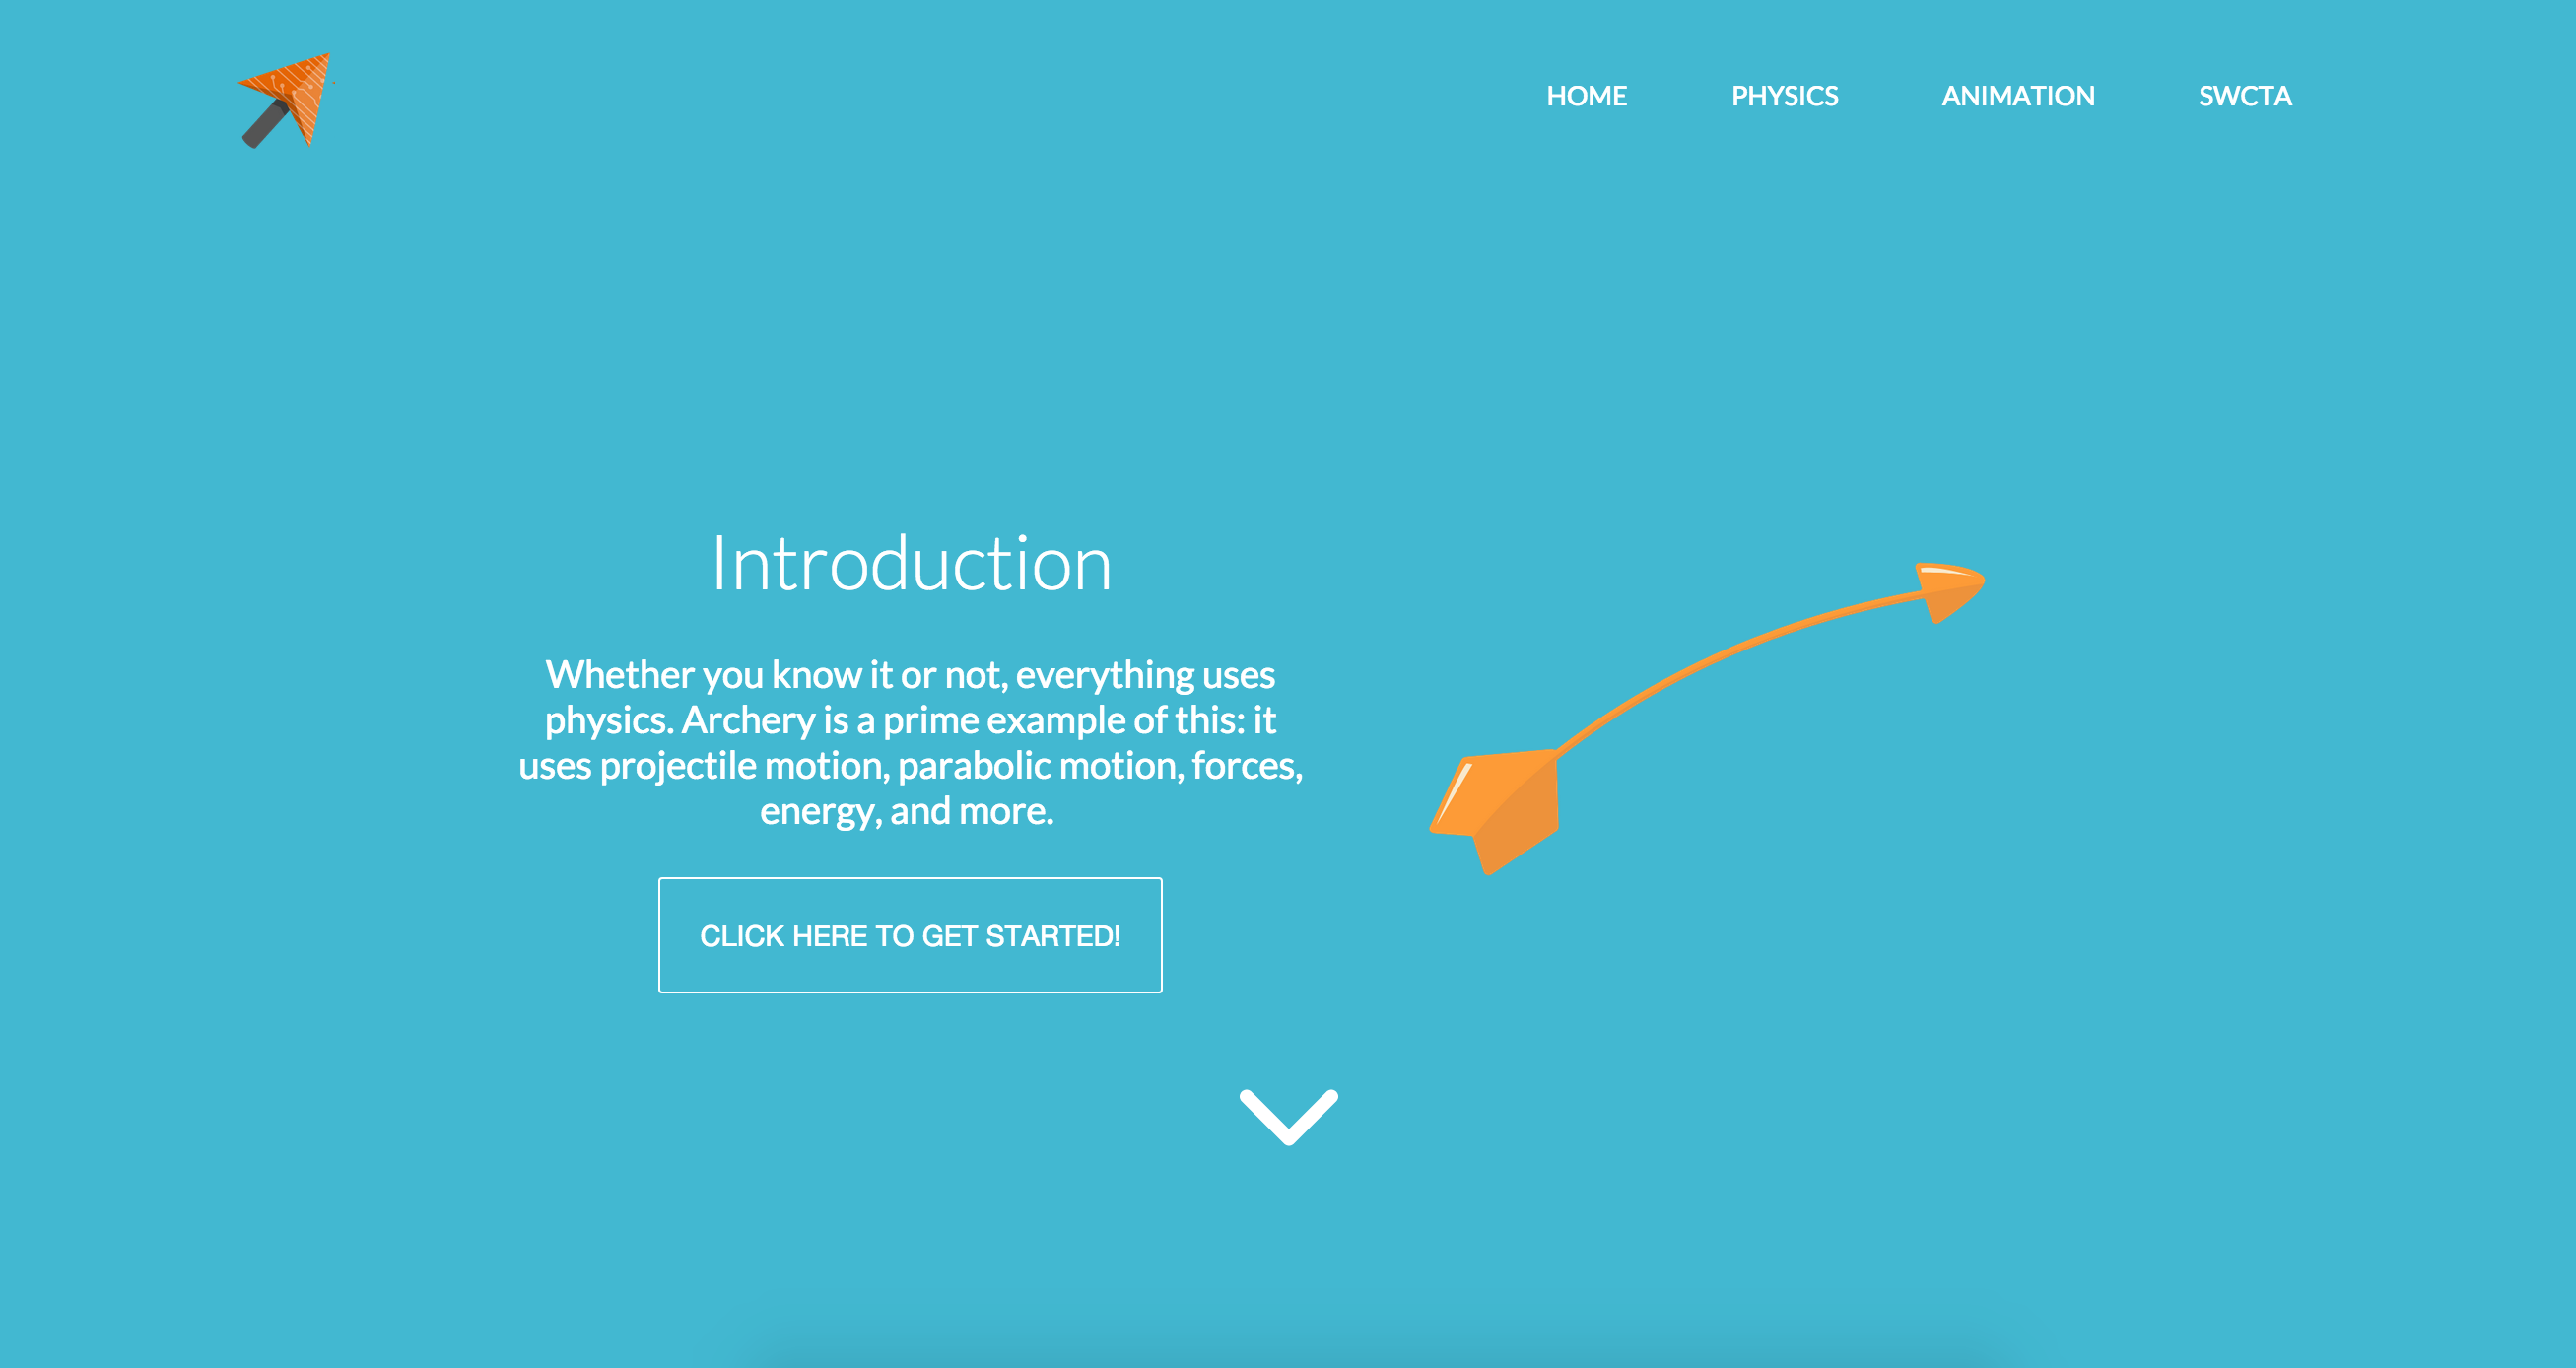 HOME PHYSICS ANIMATION SWCTA
Introduction
Whether you know it or not, everything uses
physics. Archery is a prime example of this: it
uses projectile motion, parabolic motion, forces,
energy, and more.
CLICK HERE TO GET STARTED!